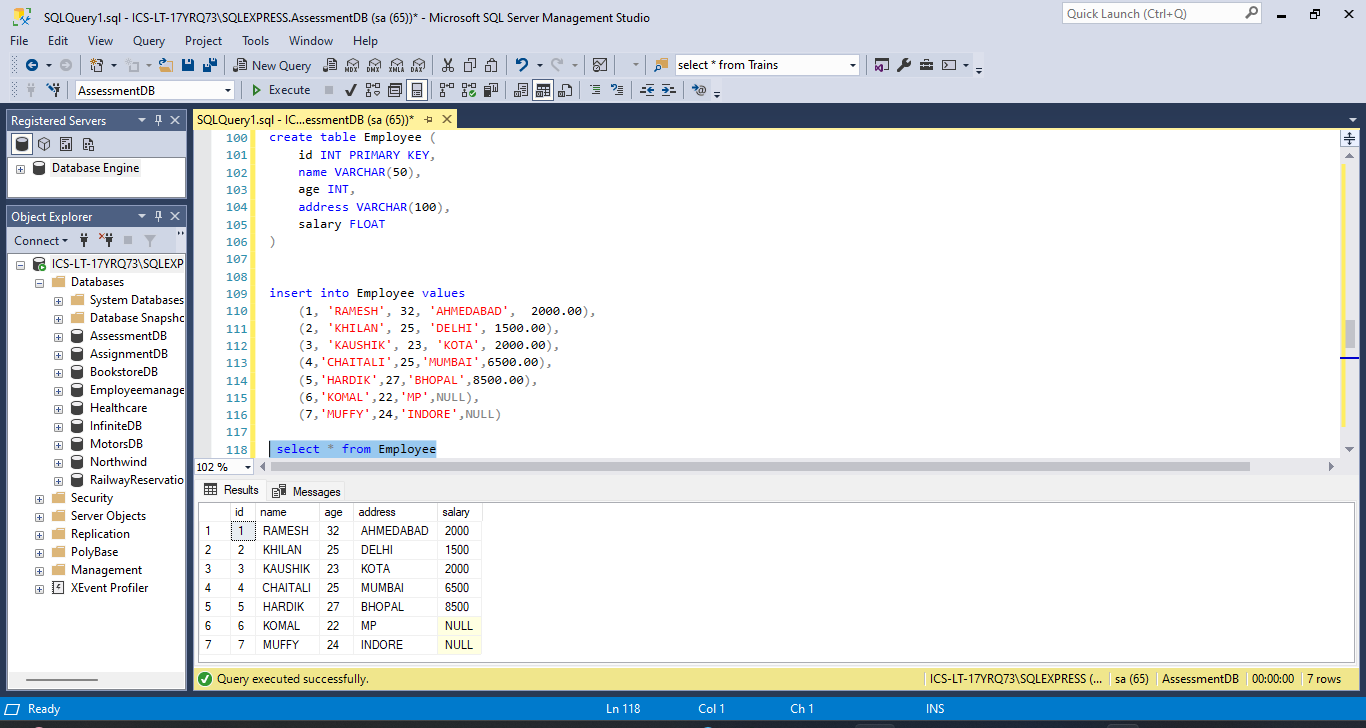 SQLQuery1.sql - ICS-LT-17YRQ73\SQLEXPRESS.AssessmentDB (sa (65))* - Microsoft SQL Server Management Studio
Quick Launch (Ctrl+Q)
File Edit View Query Project Tools Window Help
New Query MDX DMX XMLA DAX select * from Trains
AssessmentDB Execute
Registered Servers
Database Engine
Object Explorer
Connect
ICS-LT-17YRQ73\SQLEXP
Databases
System Databases
Database Snapsho
AssessmentDB
AssignmentDB
BookstoreDB
Employeemanage
Healthcare
InfiniteDB
MotorsDB
Northwind
RailwayReservatio
Security
Server Objects
Replication
PolyBase
Management
XEvent Profiler
SQLQuery1.sql - IC...essmentDB (sa (65))*
100 create table Employee (
101 id INT PRIMARY KEY,
102 name VARCHAR(50),
103 age INT,
104 address VARCHAR(100),
105 salary FLOAT
106 )
107
108
109 insert into Employee values
110 (1, 'RAMESH', 32, 'AHMEDABAD',  2000.00),
111 (2, 'KHILAN', 25, 'DELHI', 1500.00),
112 (3, 'KAUSHIK', 23, 'KOTA', 2000.00),
113 (4,'CHAITALI',25,'MUMBAI',6500.00),
114 (5,'HARDIK',27,'BHOPAL',8500.00),
115 (6,'KOMAL',22,'MP',NULL),
116 (7,'MUFFY',24,'INDORE',NULL)
117
118 select * from Employee
102 %
Results Messages
id name age address salary
1 1 RAMESH 32 AHMEDABAD 2000
2 2 KHILAN 25 DELHI 1500
3 3 KAUSHIK 23 KOTA 2000
4 4 CHAITALI 25 MUMBAI 6500
5 5 HARDIK 27 BHOPAL 8500
6 6 KOMAL 22 MP NULL
7 7 MUFFY 24 INDORE NULL
Query executed successfully. ICS-LT-17YRQ73\SQLEXPRESS (... sa (65) AssessmentDB 00:00:00 7 rows
Ready Ln 118 Col 1 Ch 1 INS